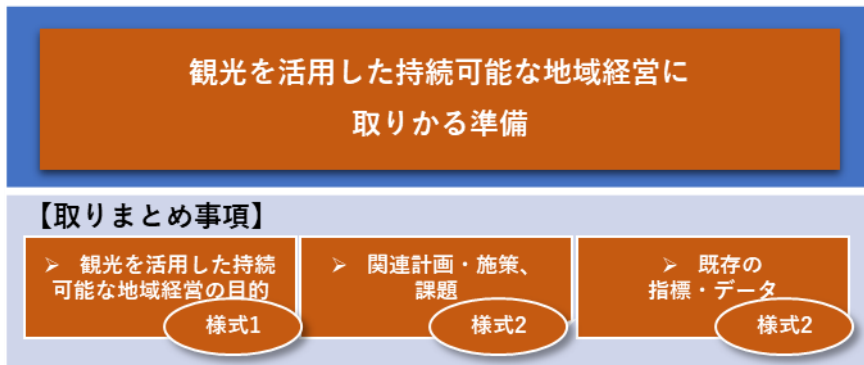 観光を活用した持続可能な地域経営に
取りかる準備
【取りまとめ事項】
➢ 観光を活用した持続
可能な地域経営の目的
様式1
➢ 関連計画・施策、
課題
様式2
➢ 既存の
指標・データ
様式2